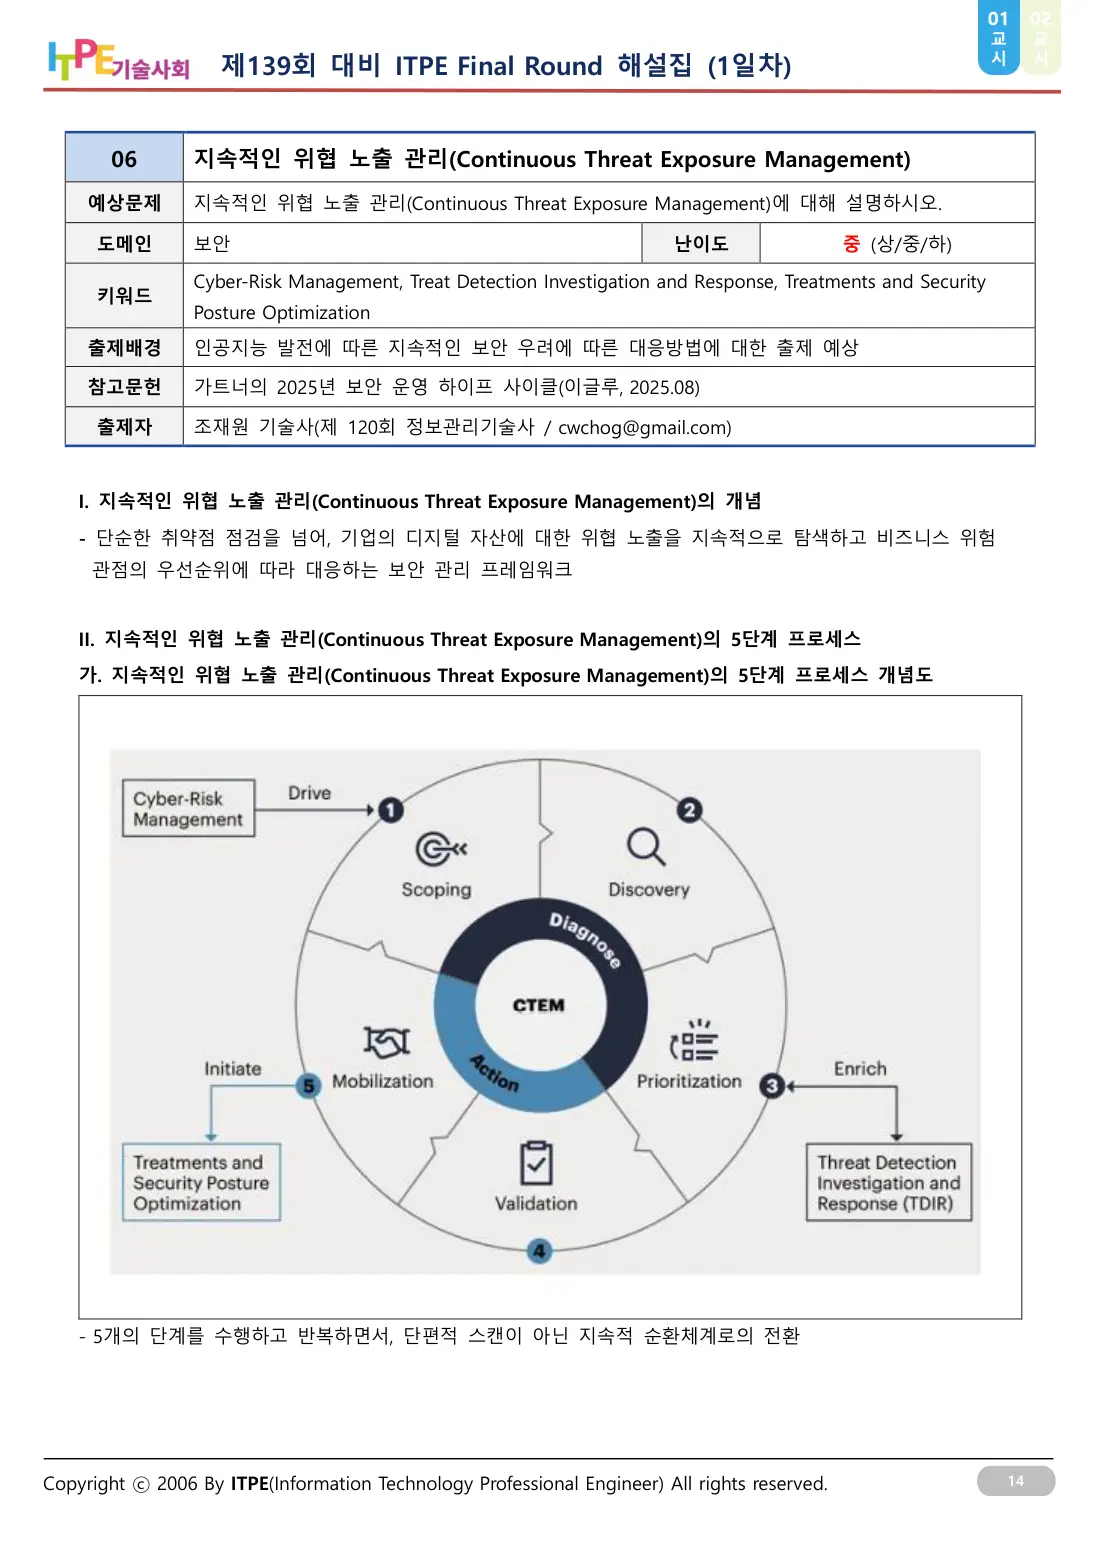 ITPE기술사회 제139회 대비 ITPE Final Round 해설집 (1일차)
01
교
시
02
교
시
06 지속적인 위협 노출 관리(Continuous Threat Exposure Management)
예상문제 지속적인 위협 노출 관리(Continuous Threat Exposure Management)에 대해 설명하시오.
도메인 보안 난이도 중 (상/중/하)
키워드 Cyber-Risk Management, Treat Detection Investigation and Response, Treatments and Security
Posture Optimization
출제배경 인공지능 발전에 따른 지속적인 보안 우려에 따른 대응방법에 대한 출제 예상
참고문헌 가트너의 2025년 보안 운영 하이프 사이클(이글루, 2025.08)
출제자 조재원 기술사(제 120회 정보관리기술사 / cwchog@gmail.com)
I. 지속적인 위협 노출 관리(Continuous Threat Exposure Management)의 개념
- 단순한 취약점 점검을 넘어, 기업의 디지털 자산에 대한 위협 노출을 지속적으로 탐색하고 비즈니스 위험
관점의 우선순위에 따라 대응하는 보안 관리 프레임워크
II. 지속적인 위협 노출 관리(Continuous Threat Exposure Management)의 5단계 프로세스
가. 지속적인 위협 노출 관리(Continuous Threat Exposure Management)의 5단계 프로세스 개념도
Cyber-Risk
Management
Drive
1
Scoping
2
Discovery
Diagnose
CTEM
Action
Mobilization
Prioritization
Initiate
5
3
Enrich
Treatments and
Security Posture
Optimization
Validation
4
Threat Detection
Investigation and
Response (TDIR)
- 5개의 단계를 수행하고 반복하면서, 단편적 스캔이 아닌 지속적 순환체계로의 전환
Copyright ⓒ 2006 By ITPE(Information Technology Professional Engineer) All rights reserved.
14